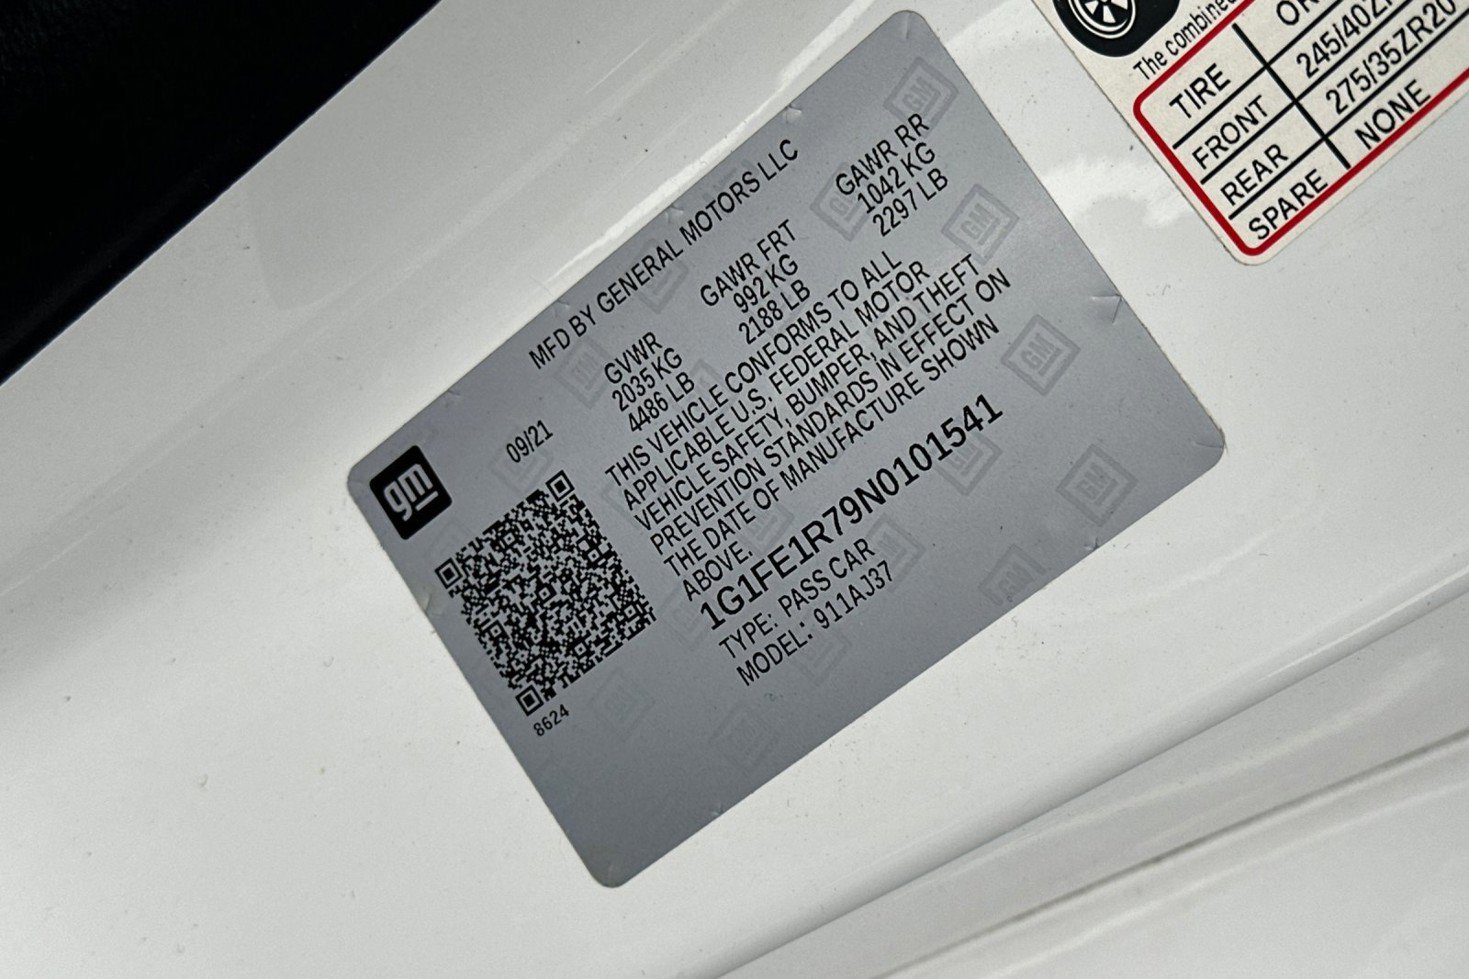 MFD BY GENERAL MOTORS LLC
gm
09/21
GVWR
2035 KG
4486 LB
GAWR FRT
992 KG
2188 LB
GAWR RR
1042 KG
2297 LB
THIS VEHICLE CONFORMS TO ALL
APPLICABLE U.S. FEDERAL MOTOR
VEHICLE SAFETY, BUMPER, AND THEFT
PREVENTION STANDARDS IN EFFECT ON
THE DATE OF MANUFACTURE SHOWN
ABOVE.
1G1FE1R79N0101541
TYPE: PASS CAR
MODEL: 911AJ37
8624
The combined
TIRE
FRONT 245/40Z
REAR 275/35ZR20
SPARE NONE